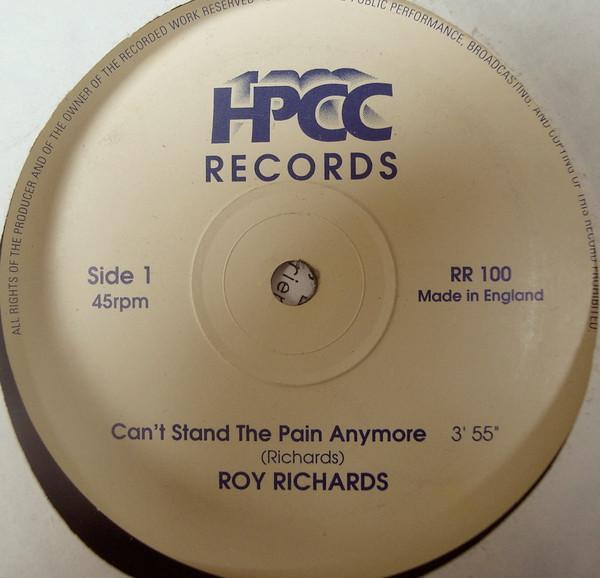 ALL RIGHTS OF THE PRODUCER AND OF THE OWNER OF THE RECORDED WORK RESERVED
PUBLIC PERFORMANCE, BROADCASTING, AND COPYING OF THIS RECORD PROHIBITED
HPCC
RECORDS
Side 1
45rpm
RR 100
Made in England
Can't Stand The Pain Anymore 3' 55"
(Richards)
ROY RICHARDS